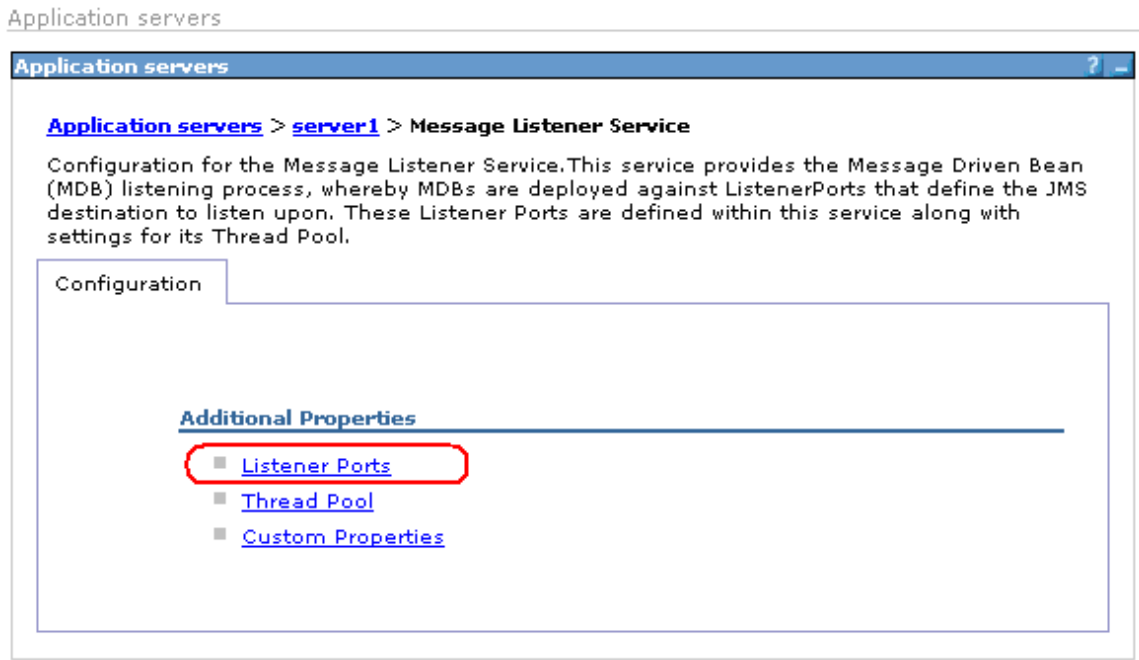 Application servers
Application servers ? _
Application servers > server1 > Message Listener Service
Configuration for the Message Listener Service.This service provides the Message Driven Bean
(MDB) listening process, whereby MDBs are deployed against ListenerPorts that define the JMS
destination to listen upon. These Listener Ports are defined within this service along with
settings for its Thread Pool.
Configuration
Additional Properties
Listener Ports
Thread Pool
Custom Properties